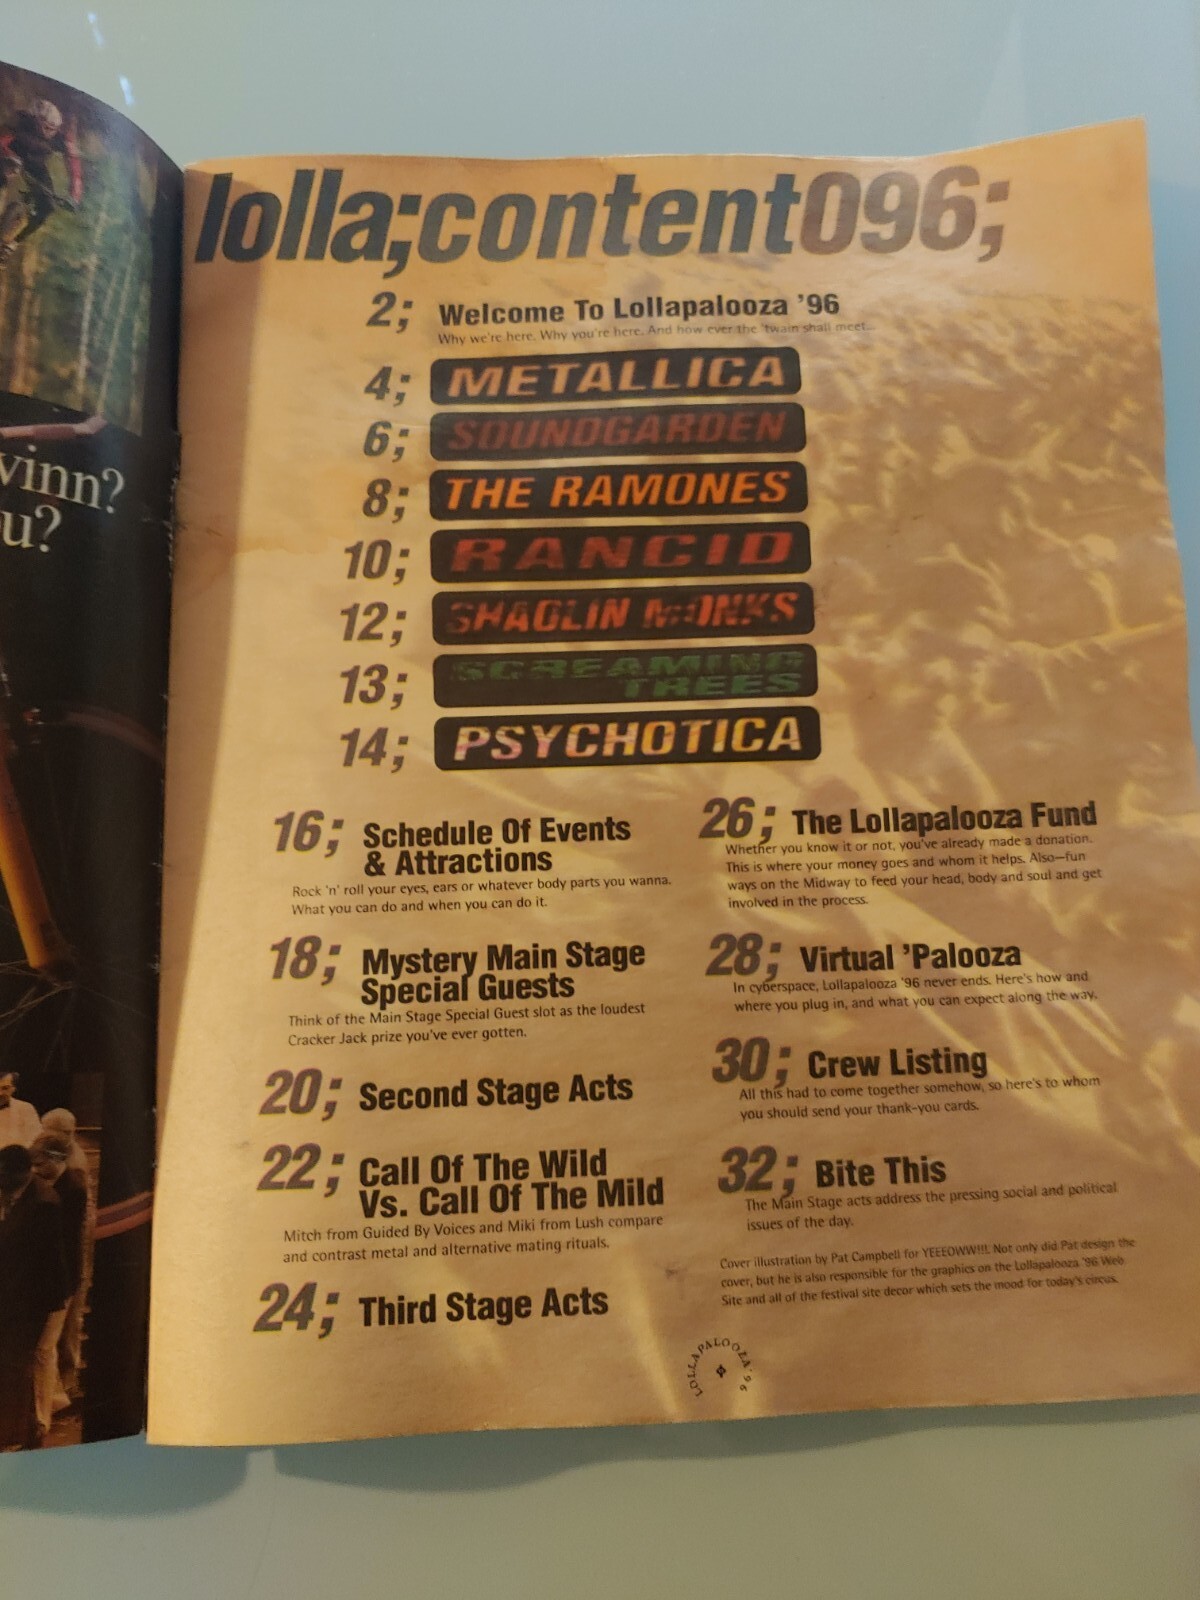 vinn?
u?
lolla;content096;
2; Welcome To Lollapalooza '96
Why we're here. Why you're here. And how ever the 'twain shall meet...
4; METALLICA
6; SOUNDGARDEN
8; THE RAMONES
10; RANCID
12; SHAOLIN MONKS
13; SCREAMING
TREES
14; PSYCHOTICA
16; Schedule Of Events
& Attractions
Rock 'n' roll your eyes, ears or whatever body parts you wanna.
What you can do and when you can do it.
18; Mystery Main Stage
Special Guests
Think of the Main Stage Special Guest slot as the loudest
Cracker Jack prize you've ever gotten.
20; Second Stage Acts
22; Call Of The Wild
Vs. Call Of The Mild
Mitch from Guided By Voices and Miki from Lush compare
and contrast metal and alternative mating rituals.
24; Third Stage Acts
26; The Lollapalooza Fund
Whether you know it or not, you've already made a donation.
This is where your money goes and whom it helps. Also—fun
ways on the Midway to feed your head, body and soul and get
involved in the process.
28; Virtual 'Palooza
In cyberspace, Lollapalooza '96 never ends. Here's how and
where you plug in, and what you can expect along the way.
30; Crew Listing
All this had to come together somehow, so here's to whom
you should send your thank-you cards.
32; Bite This
The Main Stage acts address the pressing social and political
issues of the day.
Cover illustration by Pat Campbell for YEEEOWW!!!. Not only did Pat design the
cover, but he is also responsible for the graphics on the Lollapalooza '96 Web
Site and all of the festival site decor which sets the mood for today's circus.
LOLLAPALOOZA '96